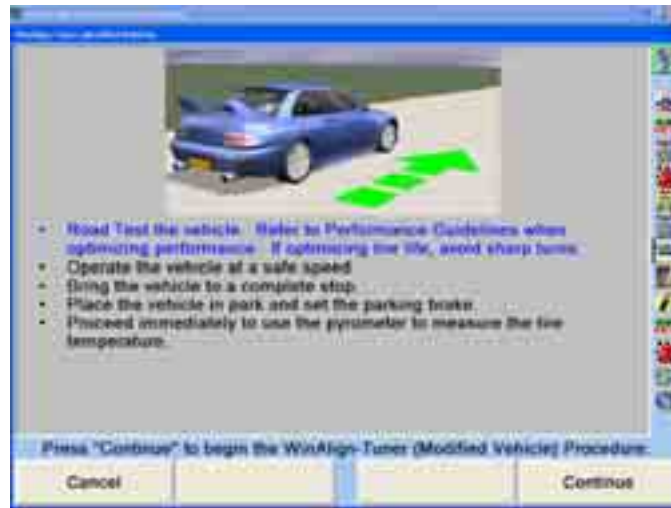 • Road Test the vehicle. Refer to Performance Guidelines when
optimizing performance. If optimizing tire life, avoid sharp turns.
• Operate the vehicle at a safe speed
• Bring the vehicle to a complete stop.
• Place the vehicle in park and set the parking brake.
• Proceed immediately to use the pyrometer to measure the tire
temperature.
Press "Continue" to begin the WinAlign-Tuner (Modified Vehicle) Procedure.
Cancel
Continue